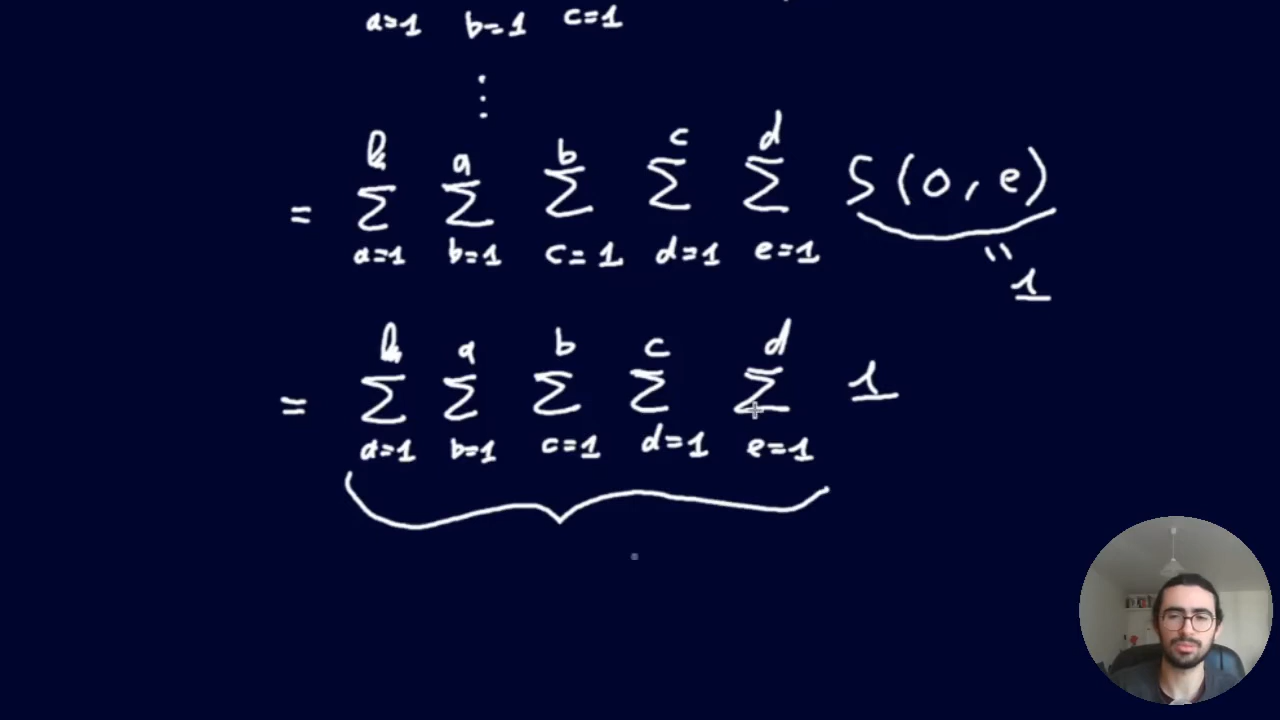 a=1 b=1 c=1
⋮
k a b c d
= Σ Σ Σ Σ Σ S(0,e)
a=1 b=1 c=1 d=1 e=1
" 1
k a b c d
= Σ Σ Σ Σ Σ 1
a=1 b=1 c=1 d=1 e=1